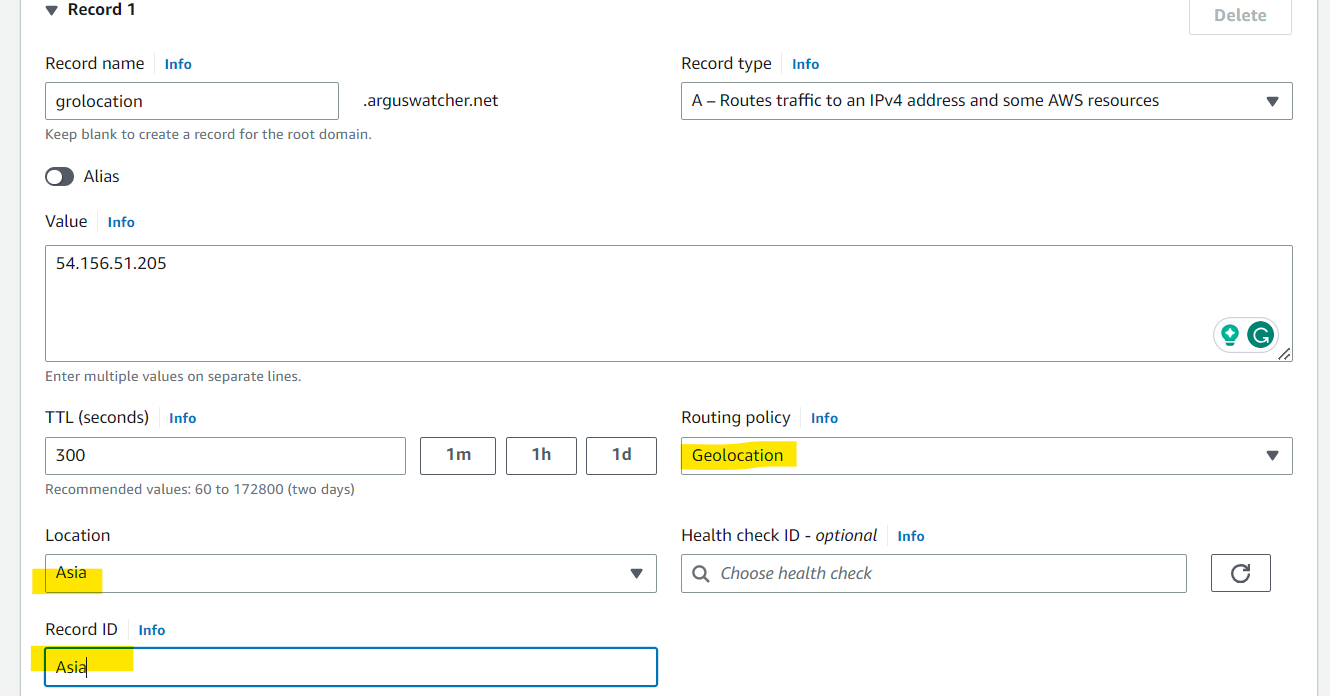 Record 1
Delete
Record name Info
Record type Info
grolocation .arguswatcher.net
A – Routes traffic to an IPv4 address and some AWS resources
Keep blank to create a record for the root domain.
Alias
Value Info
54.156.51.205
Enter multiple values on separate lines.
TTL (seconds) Info
Routing policy Info
300 1m 1h 1d
Geolocation
Recommended values: 60 to 172800 (two days)
Location
Health check ID - optional Info
Asia
Choose health check
Record ID Info
Asia